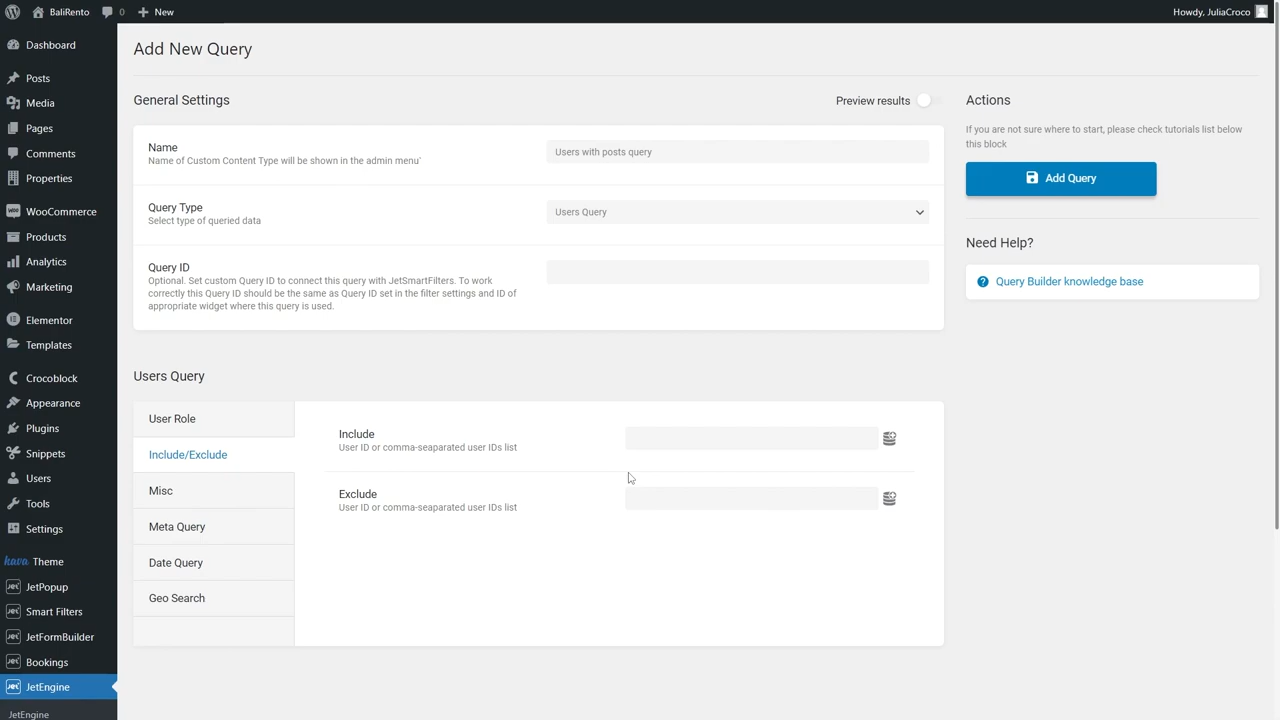 BaliRento
0
New
Howdy, JuliaCroco
Dashboard
Posts
Media
Pages
Comments
Properties
WooCommerce
Products
Analytics
Marketing
Elementor
Templates
Crocoblock
Appearance
Plugins
Snippets
Users
Tools
Settings
kava Theme
JetPopup
Smart Filters
JetFormBuilder
Bookings
JetEngine
JetEngine
Add New Query
General Settings
Preview results
Name
Name of Custom Content Type will be shown in the admin menu`
Users with posts query
Query Type
Select type of queried data
Users Query
Query ID
Optional. Set custom Query ID to connect this query with JetSmartFilters. To work
correctly this Query ID should be the same as Query ID set in the filter settings and ID of
appropriate widget where this query is used.
Users Query
User Role
Include/Exclude
Misc
Meta Query
Date Query
Geo Search
Include
User ID or comma-seaparated user IDs list
Exclude
User ID or comma-seaparated user IDs list
Actions
If you are not sure where to start, please check tutorials list below
this block
Add Query
Need Help?
Query Builder knowledge base